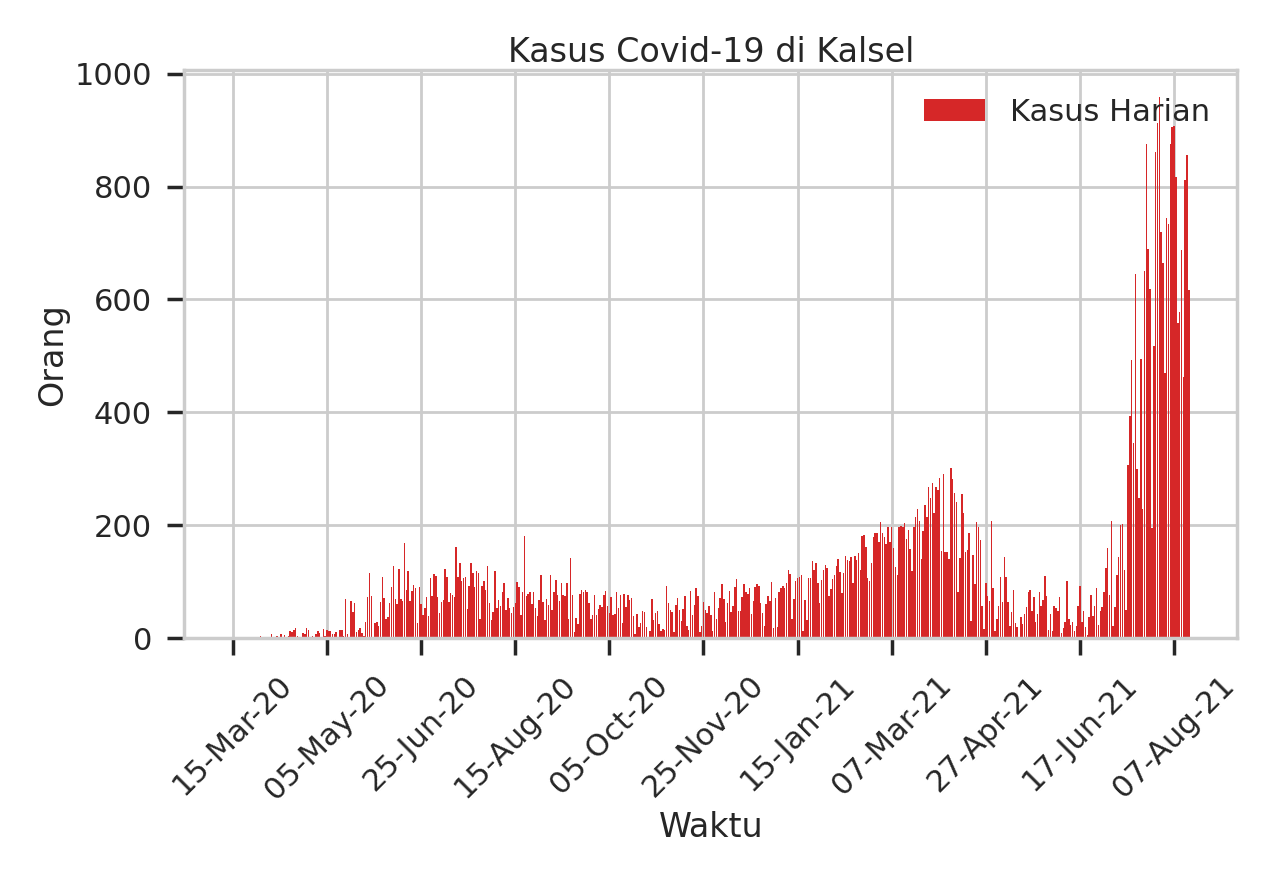 Kasus Covid-19 di Kalsel
Kasus Harian
1000
800
600
400
200
0
Orang
15-Mar-20
05-May-20
25-Jun-20
15-Aug-20
05-Oct-20
25-Nov-20
15-Jan-21
07-Mar-21
27-Apr-21
17-Jun-21
07-Aug-21
Waktu